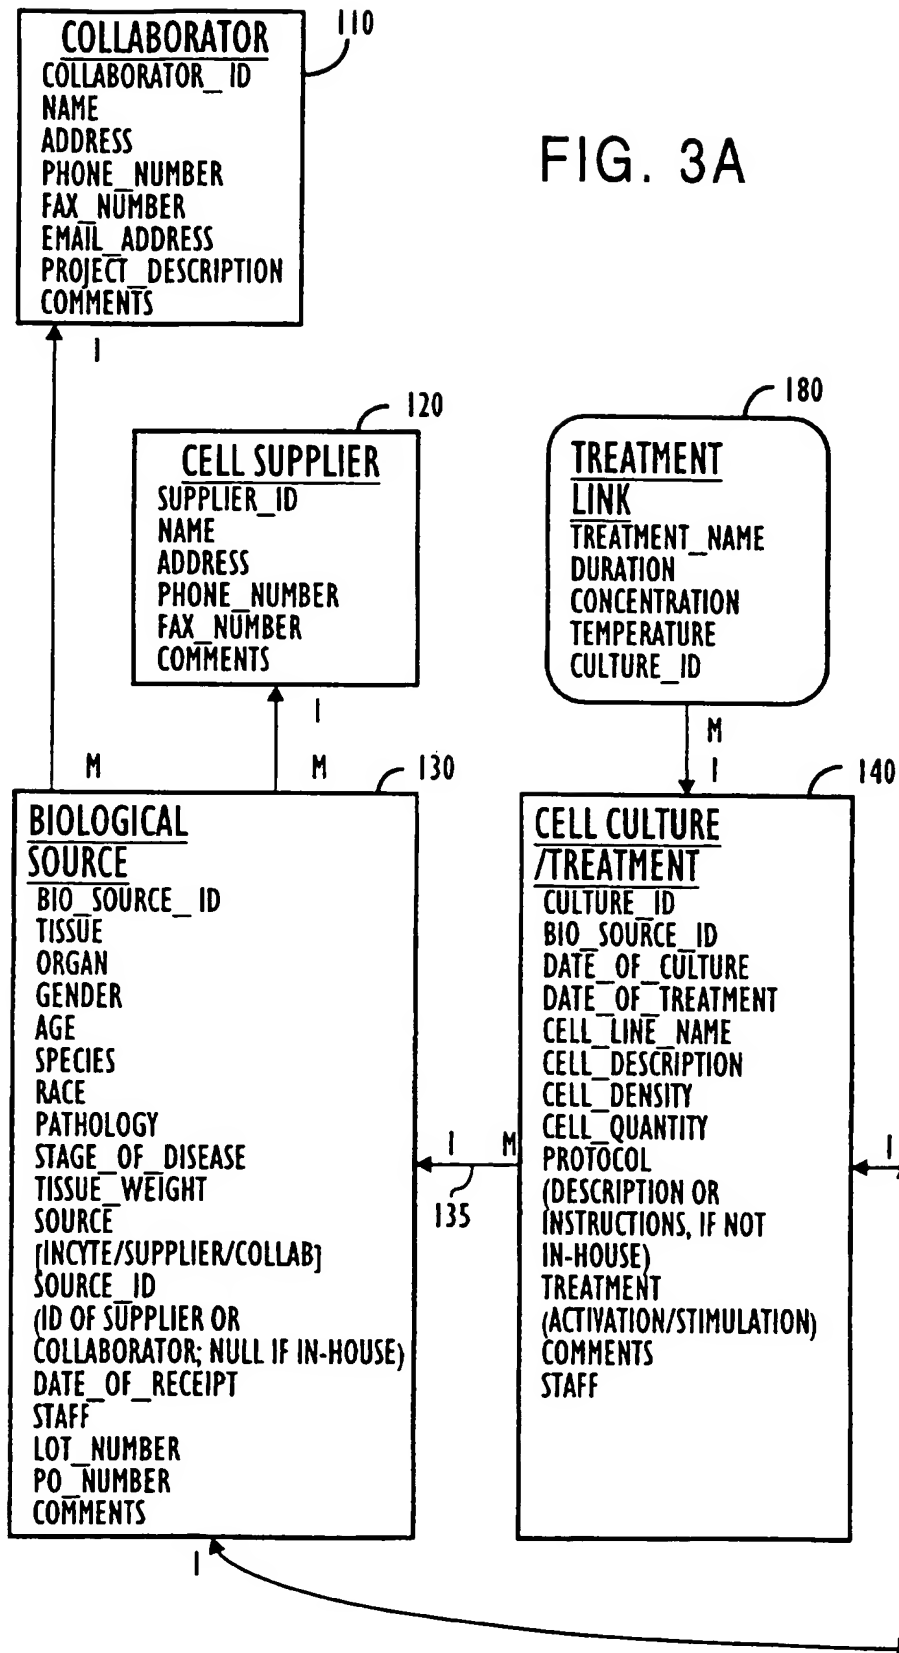 110
COLLABORATOR
COLLABORATOR_ID
NAME
ADDRESS
PHONE_NUMBER
FAX_NUMBER
EMAIL_ADDRESS
PROJECT_DESCRIPTION
COMMENTS
FIG. 3A
1
120
CELL SUPPLIER
SUPPLIER_ID
NAME
ADDRESS
PHONE_NUMBER
FAX_NUMBER
COMMENTS
1
180
TREATMENT
LINK
TREATMENT_NAME
DURATION
CONCENTRATION
TEMPERATURE
CULTURE_ID
M
1
M
M
130
BIOLOGICAL
SOURCE
BIO_SOURCE_ID
TISSUE
ORGAN
GENDER
AGE
SPECIES
RACE
PATHOLOGY
STAGE_OF_DISEASE
TISSUE_WEIGHT
SOURCE
[INCYTE/SUPPLIER/COLLAB]
SOURCE_ID
(ID OF SUPPLIER OR
COLLABORATOR; NULL IF IN-HOUSE)
DATE_OF_RECEIPT
STAFF
LOT_NUMBER
PO_NUMBER
COMMENTS
1
1 M
135
140
CELL CULTURE
/TREATMENT
CULTURE_ID
BIO_SOURCE_ID
DATE_OF_CULTURE
DATE_OF_TREATMENT
CELL_LINE_NAME
CELL_DESCRIPTION
CELL_DENSITY
CELL_QUANTITY
PROTOCOL
(DESCRIPTION OR
INSTRUCTIONS, IF NOT
IN-HOUSE)
TREATMENT
(ACTIVATION/STIMULATION)
COMMENTS
STAFF
1